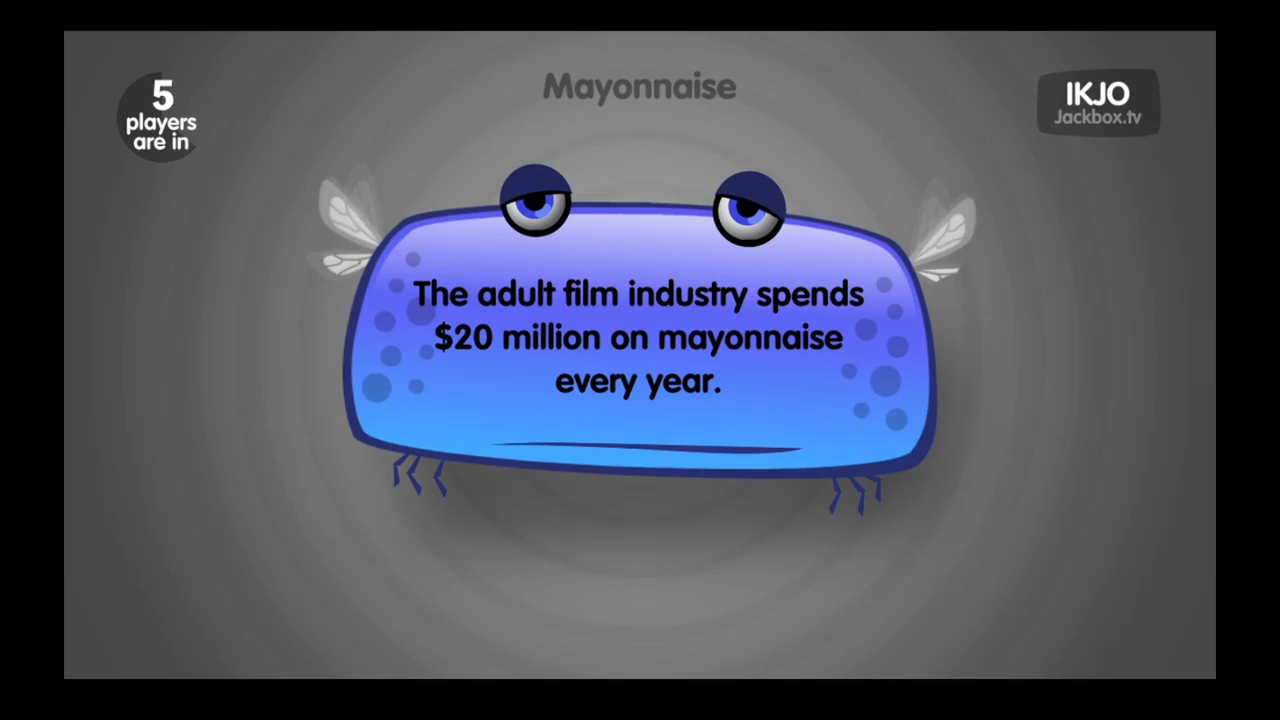 Mayonnaise
5
players
are in
IKJO
Jackbox.tv
The adult film industry spends
$20 million on mayonnaise
every year.